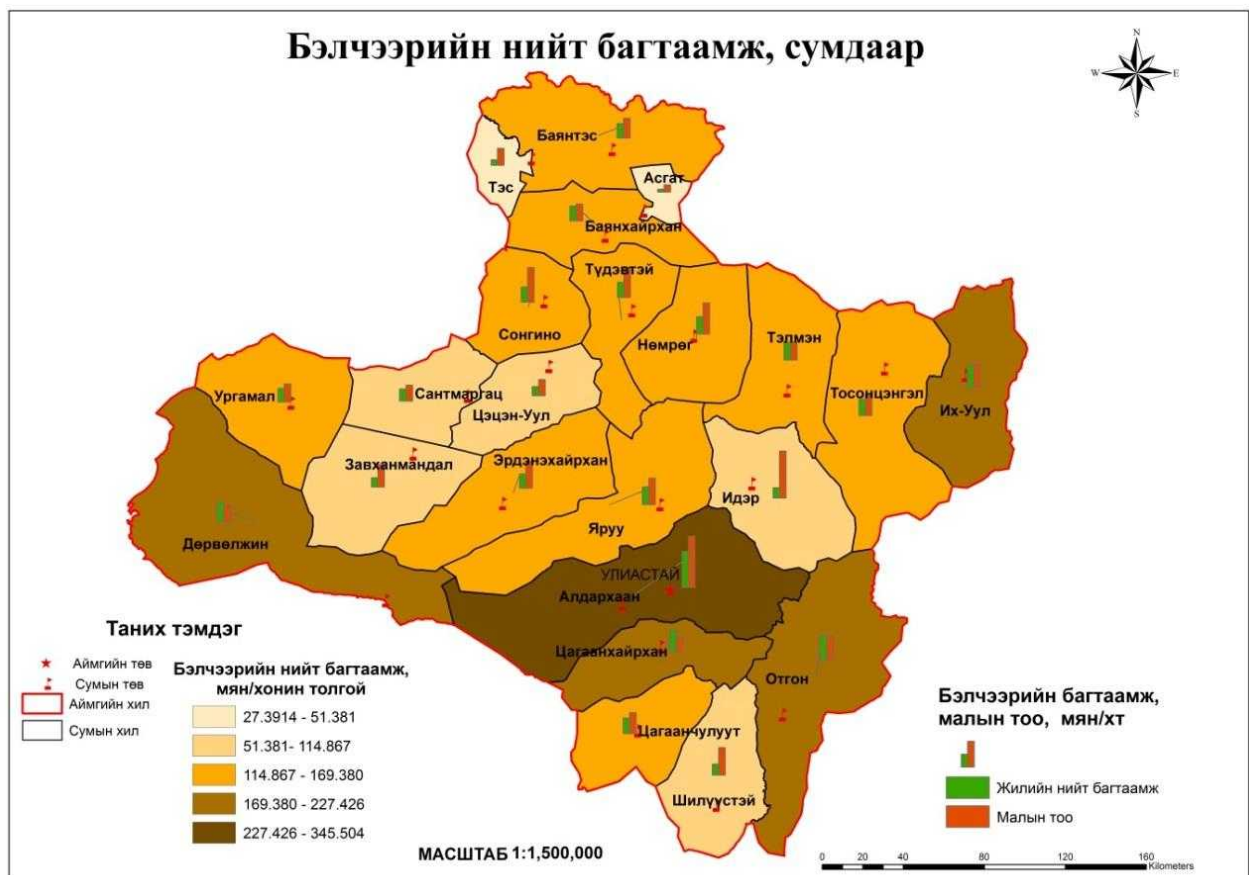 Бэлчээрийн нийт багтаамж, сумдаар
N
W E
S
Баянтэс
Тэс
Асгат
Баянхайрхан
Түдэвтэй
Сонгино
Нөмрөг
Тэлмэн
Тосонцэнгэл
Их-Уул
Ургамал
Сантмаргац
Цэцэн-Уул
Завханмандал
Эрдэнэхайрхан
Идэр
Дөрвөлжин
Яруу
УЛИАСТАЙ
Алдархаан
Цагаанхайрхан
Отгон
Цагаанчулуут
Шилүүстэй
Таних тэмдэг
Аймгийн төв
Сумын төв
Аймгийн хил
Сумын хил
Бэлчээрийн нийт багтаамж,
мян/хонин толгой
27.3914 - 51.381
51.381- 114.867
114.867 - 169.380
169.380 - 227.426
227.426 - 345.504
МАСШТАБ 1:1,500,000
Бэлчээрийн багтаамж,
малын тоо, мян/хт
Жилийн нийт багтаамж
Малын тоо
0 20 40 80 120 160
Kilometers